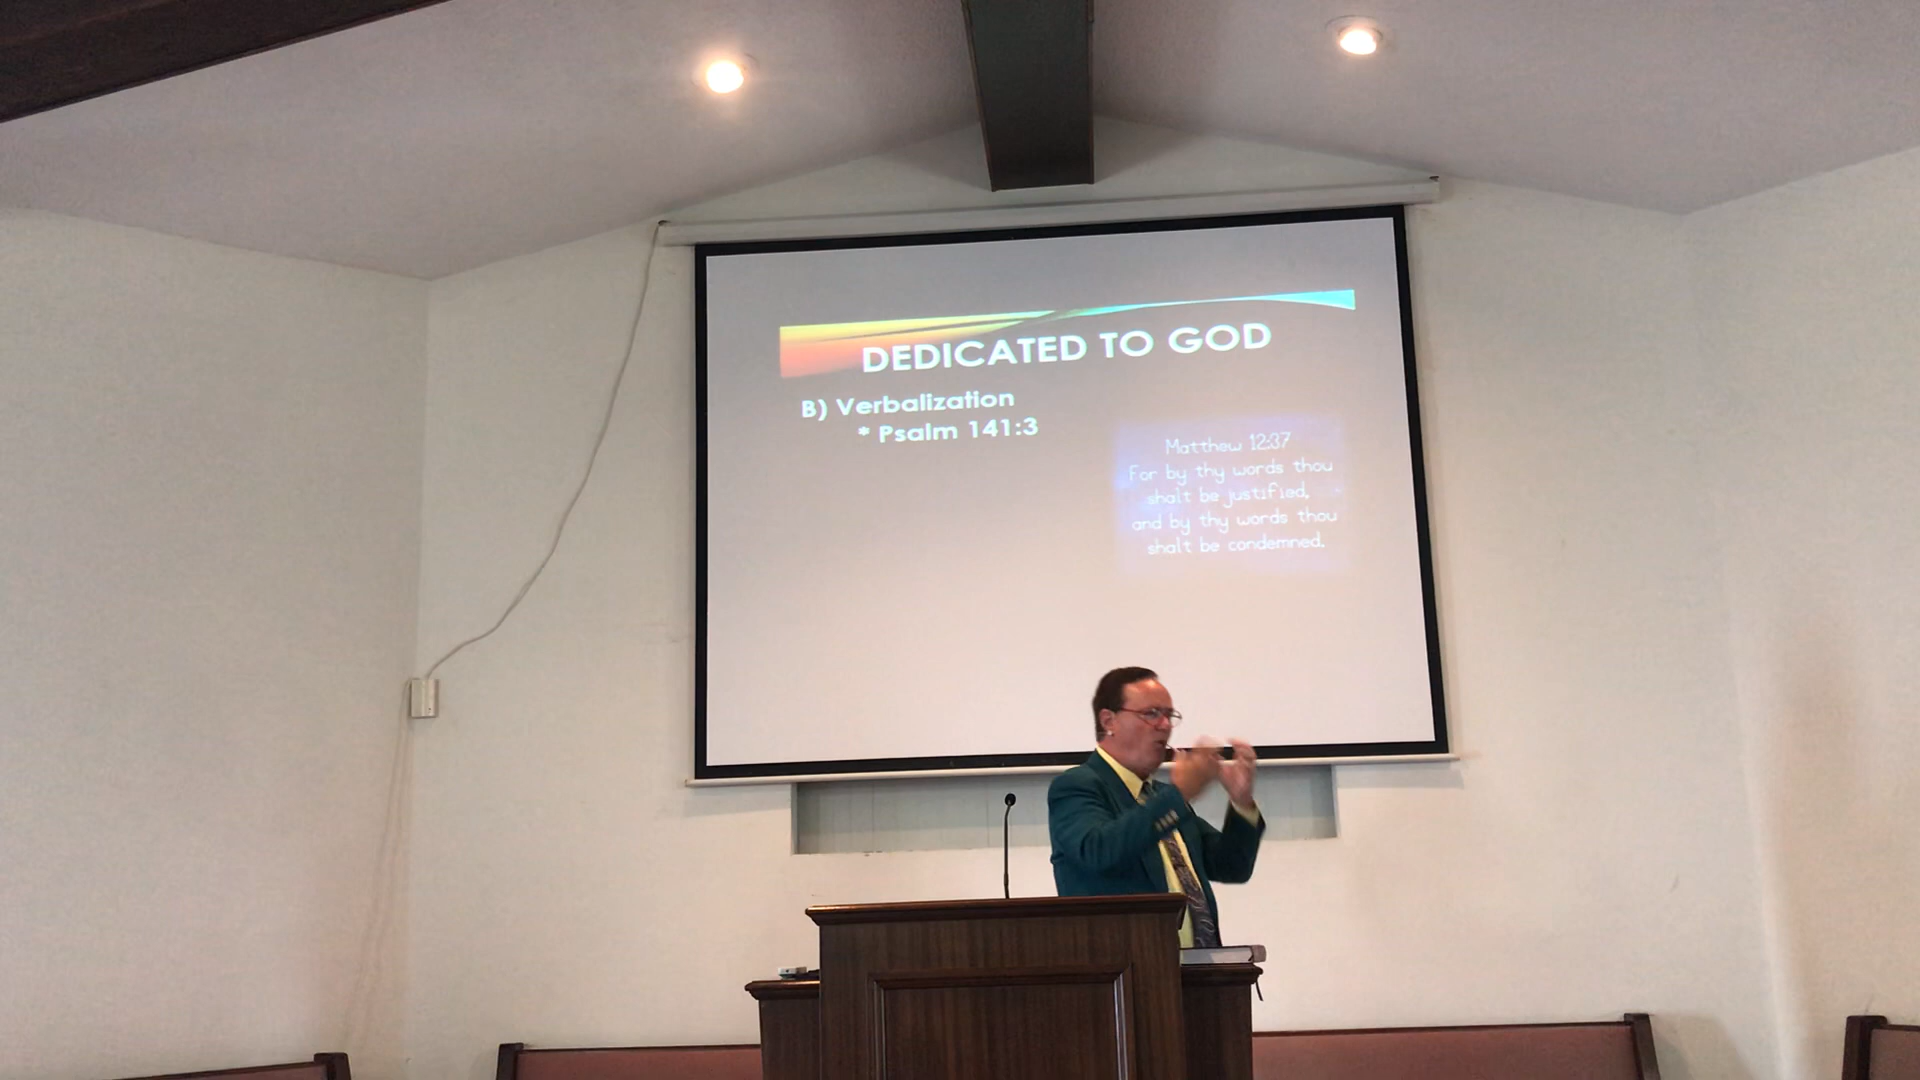 DEDICATED TO GOD
B) Verbalization
* Psalm 141:3
Matthew 12:37
For by thy words thou
shalt be justified,
and by thy words thou
shalt be condemned.